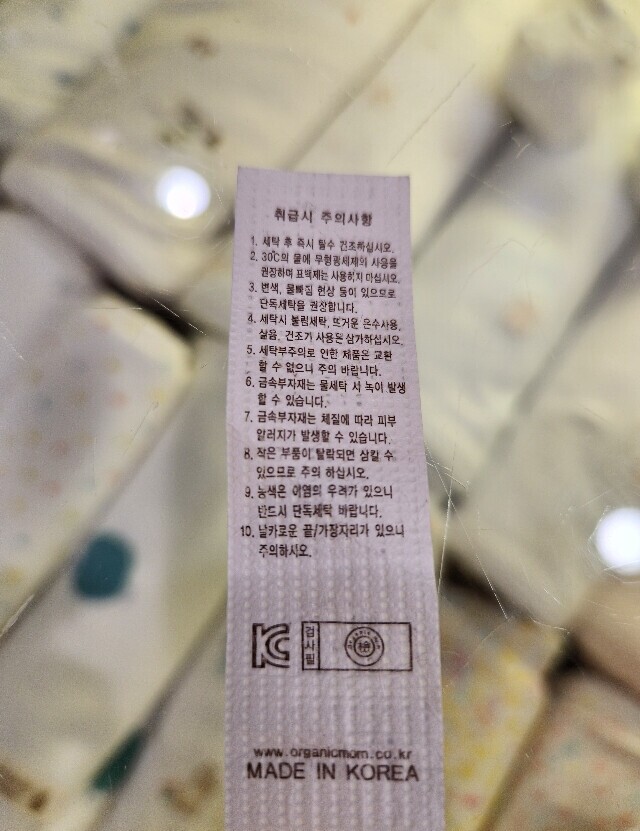 취급시 주의사항
1. 세탁 후 즉시 탈수 건조하십시오.
2. 30℃의 물에 무형광세제의 사용을
권장하며 표백제는 사용하지 마십시오.
3. 변색, 물빠짐 현상 등이 있으므로
단독세탁을 권장합니다.
4. 세탁시 불림세탁, 뜨거운 온수사용,
삶음, 건조기 사용은 삼가하십시오.
5. 세탁부주의로 인한 제품은 교환
할 수 없으니 주의 바랍니다.
6. 금속부자재는 물세탁 시 녹이 발생
할 수 있습니다.
7. 금속부자재는 체질에 따라 피부
알러지가 발생할 수 있습니다.
8. 작은 부품이 탈락되면 삼킬 수
있으므로 주의 하십시오.
9. 농색은 이염의 우려가 있으니
반드시 단독세탁 바랍니다.
10. 날카로운 끝/가장자리가 있으니
주의하시오.
KC 검사필
www.organicmom.co.kr
MADE IN KOREA